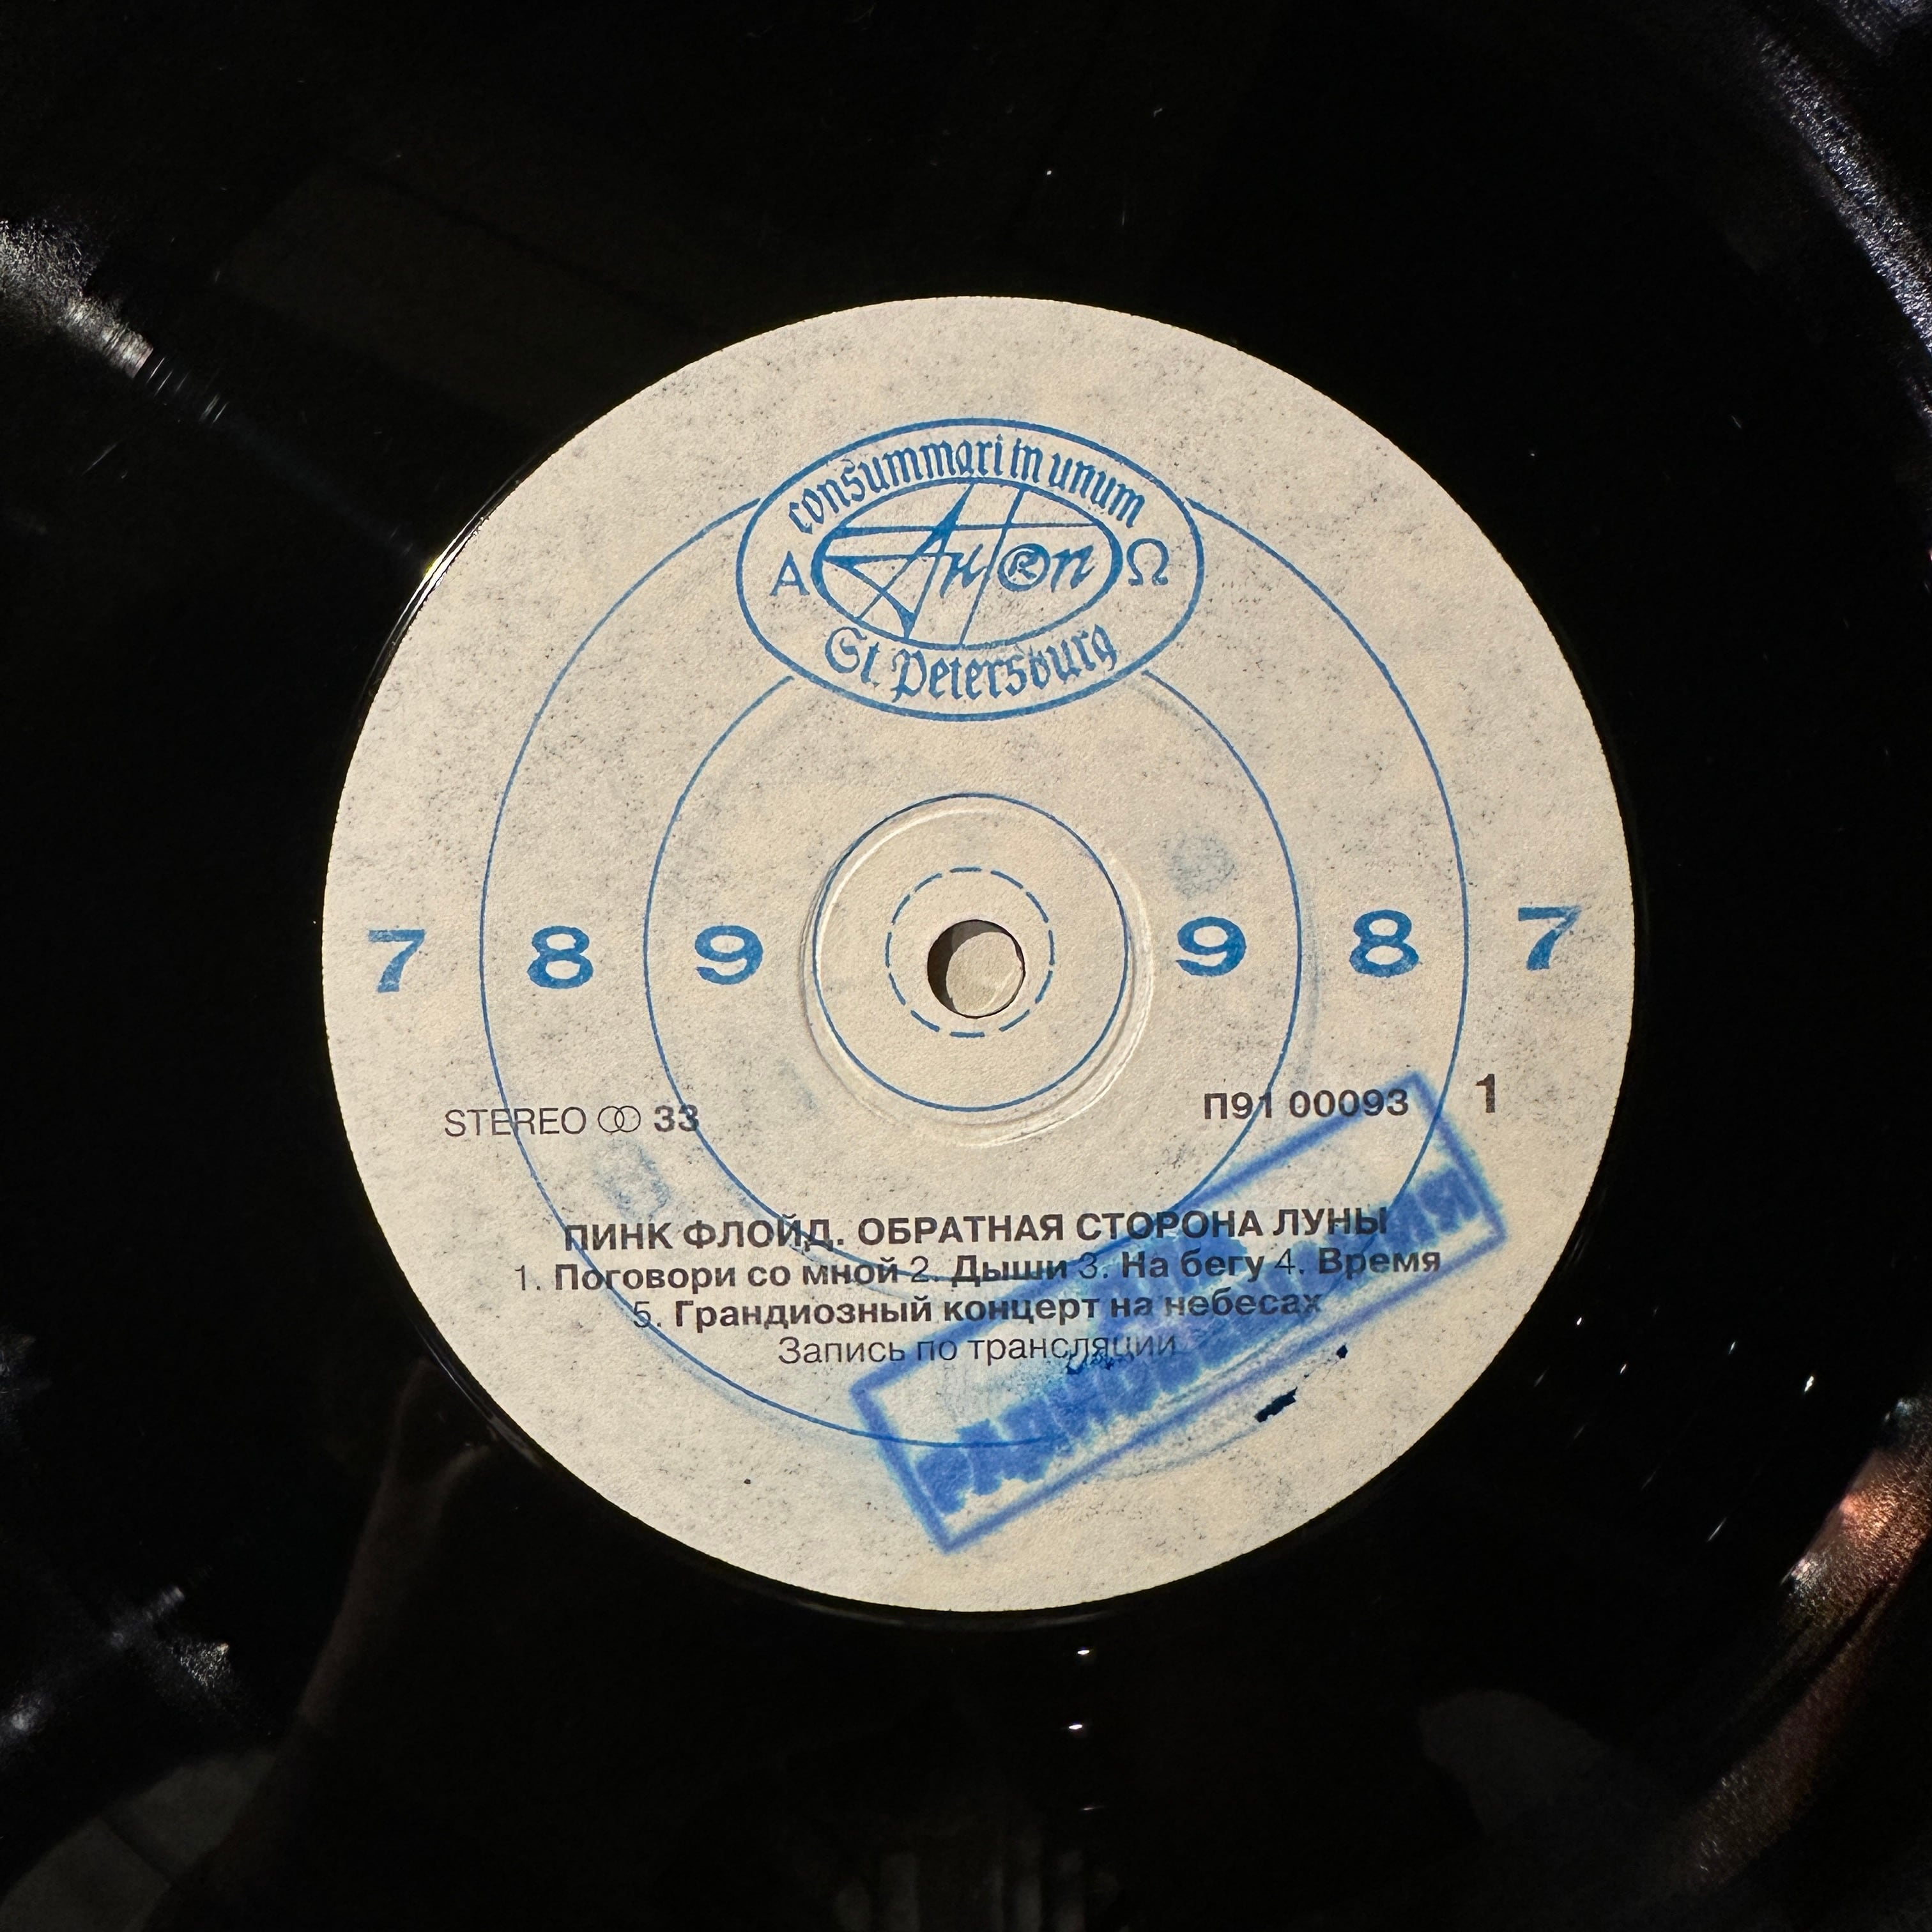 consummari in unum
Α AnTon Ω
St. Petersburg
7 8 9 9 8 7
STEREO 33 П91 00093 1
ПИНК ФЛОЙД. ОБРАТНАЯ СТОРОНА ЛУНЫ
1. Поговори со мной 2. Дыши 3. На бегу 4. Время
5. Грандиозный концерт на небесах
Запись по трансляции